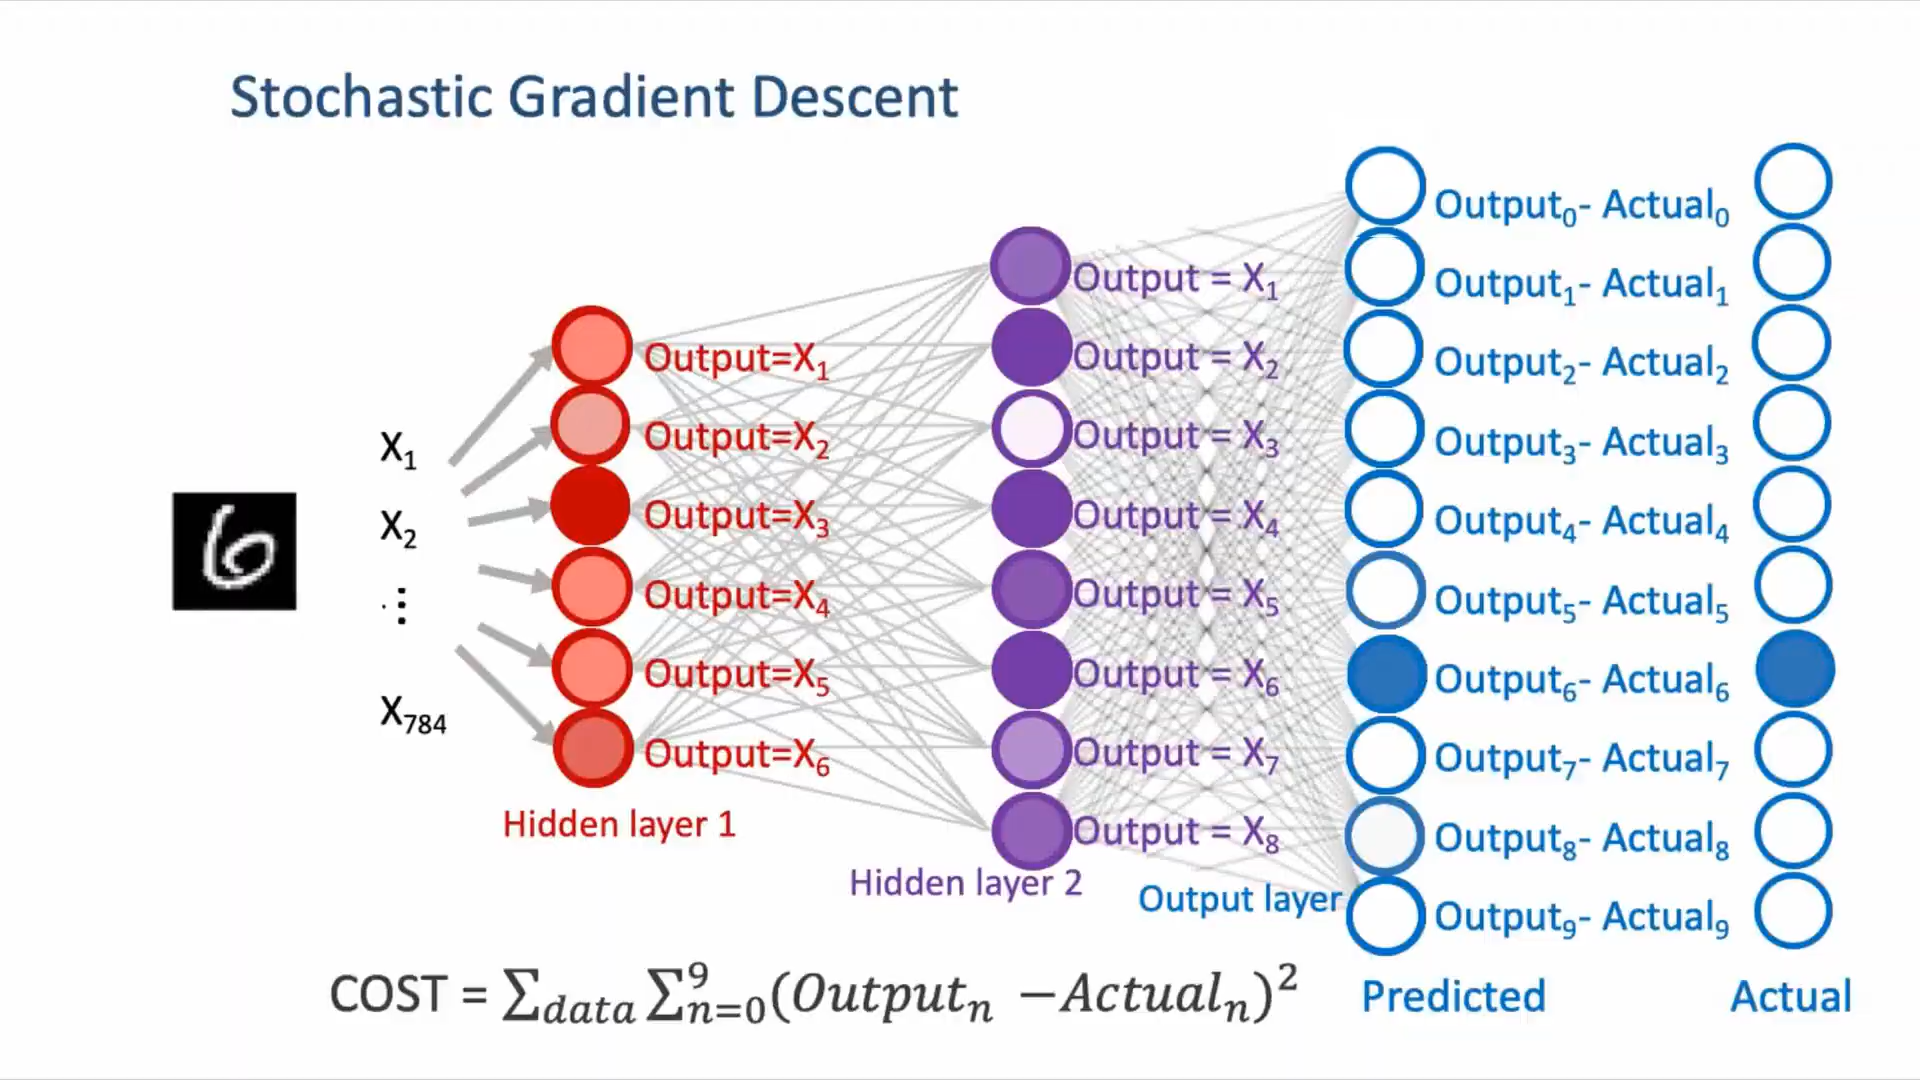 Stochastic Gradient Descent
6
X₁
X₂
⋮
X₇₈₄
Output=X₁
Output=X₂
Output=X₃
Output=X₄
Output=X₅
Output=X₆
Hidden layer 1
Output = X₁
Output = X₂
Output = X₃
Output = X₄
Output = X₅
Output = X₆
Output = X₇
Output = X₈
Hidden layer 2
Output layer
Output₀- Actual₀
Output₁- Actual₁
Output₂- Actual₂
Output₃- Actual₃
Output₄- Actual₄
Output₅- Actual₅
Output₆- Actual₆
Output₇- Actual₇
Output₈- Actual₈
Output₉- Actual₉
Predicted
Actual
COST = ∑_data ∑⁹ₙ₌₀(Outputₙ −Actualₙ)²